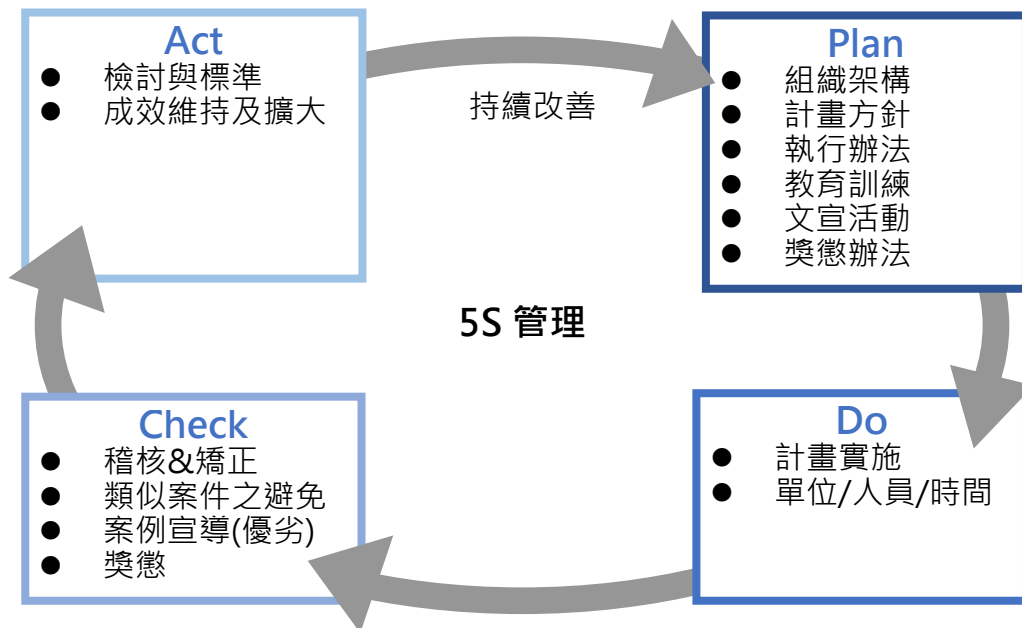 Act
● 檢討與標準
● 成效維持及擴大
持續改善
Plan
● 組織架構
● 計畫方針
● 執行辦法
● 教育訓練
● 文宣活動
● 獎懲辦法
5S 管理
Check
● 稽核&矯正
● 類似案件之避免
● 案例宣導(優劣)
● 獎懲
Do
● 計畫實施
● 單位/人員/時間